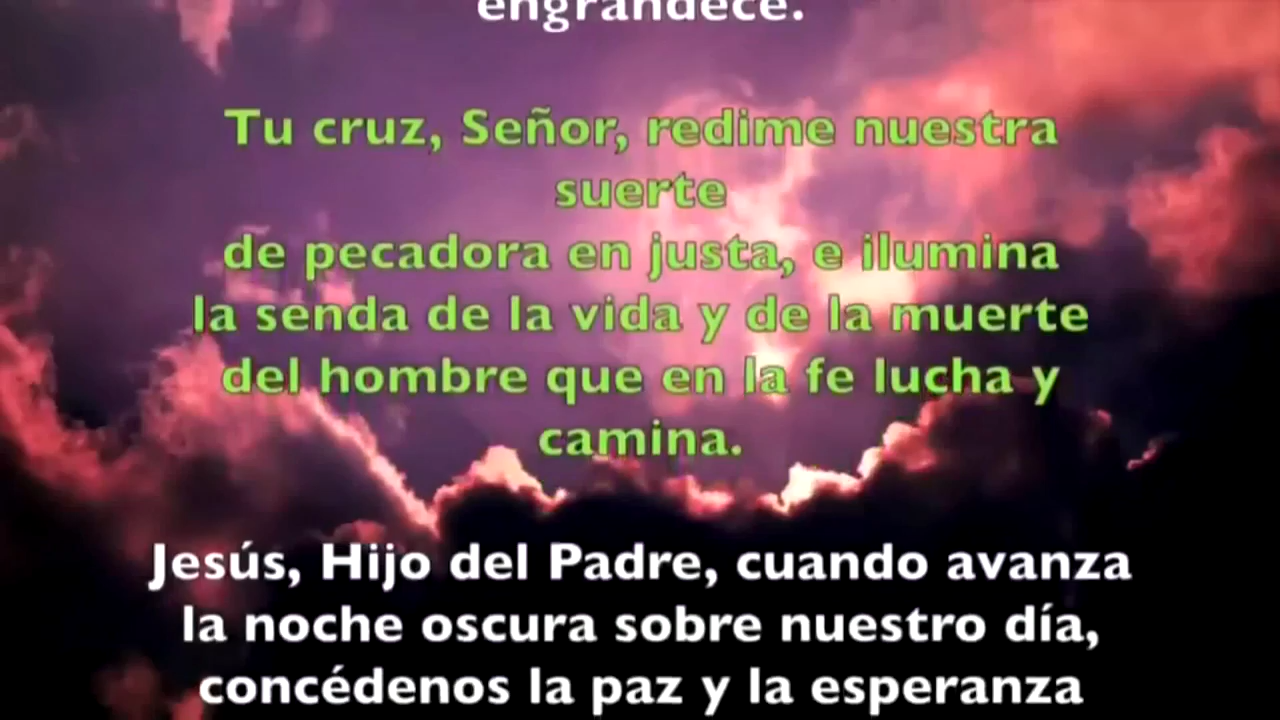 engrandece.
Tu cruz, Señor, redime nuestra
suerte
de pecadora en justa, e ilumina
la senda de la vida y de la muerte
del hombre que en la fe lucha y
camina.
Jesús, Hijo del Padre, cuando avanza
la noche oscura sobre nuestro día,
concédenos la paz y la esperanza